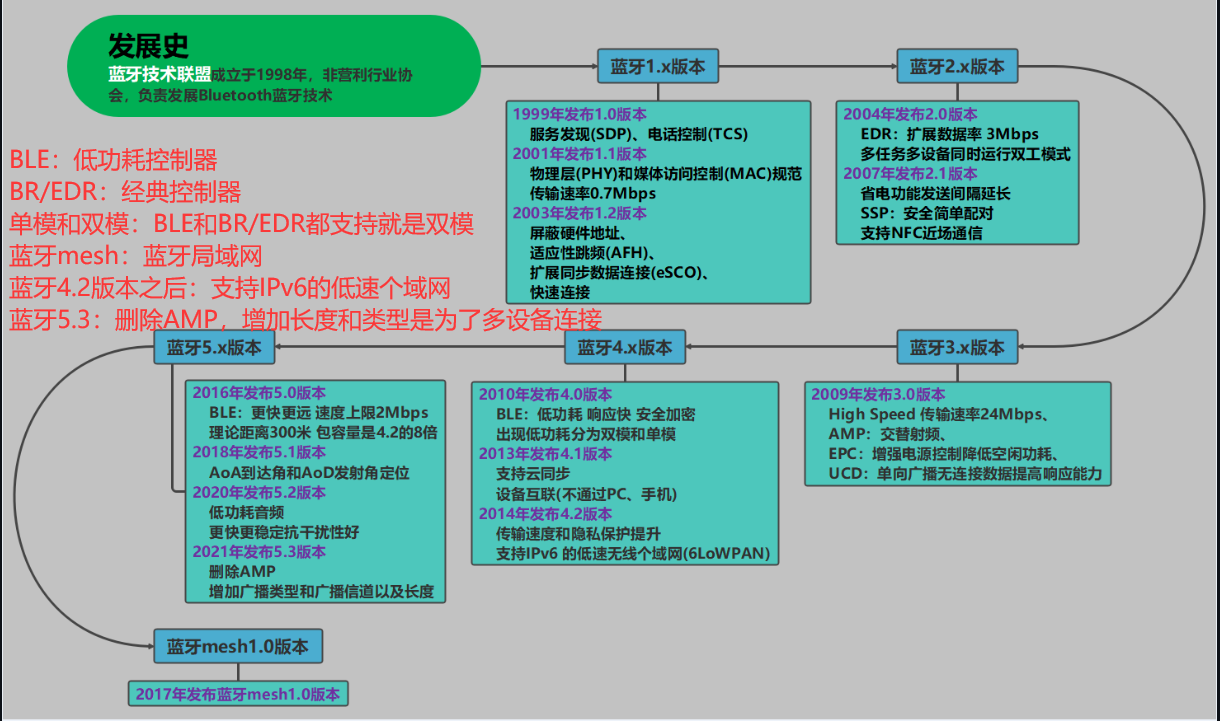 发展史
蓝牙技术联盟成立于1998年，非营利行业协
会，负责发展Bluetooth蓝牙技术
蓝牙1.x版本
1999年发布1.0版本
服务发现(SDP)、电话控制(TCS)
2001年发布1.1版本
物理层(PHY)和媒体访问控制(MAC)规范
传输速率0.7Mbps
2003年发布1.2版本
屏蔽硬件地址、
适应性跳频(AFH)、
扩展同步数据连接(eSCO)、
快速连接
蓝牙2.x版本
2004年发布2.0版本
EDR：扩展数据率 3Mbps
多任务多设备同时运行双工模式
2007年发布2.1版本
省电功能发送间隔延长
SSP：安全简单配对
支持NFC近场通信
BLE：低功耗控制器
BR/EDR：经典控制器
单模和双模：BLE和BR/EDR都支持就是双模
蓝牙mesh：蓝牙局域网
蓝牙4.2版本之后：支持IPv6的低速个域网
蓝牙5.3：删除AMP，增加长度和类型是为了多设备连接
蓝牙3.x版本
2009年发布3.0版本
High Speed 传输速率24Mbps、
AMP：交替射频、
EPC：增强电源控制降低空闲功耗、
UCD：单向广播无连接数据提高响应能力
蓝牙4.x版本
2010年发布4.0版本
BLE：低功耗 响应快 安全加密
出现低功耗分为双模和单模
2013年发布4.1版本
支持云同步
设备互联(不通过PC、手机)
2014年发布4.2版本
传输速度和隐私保护提升
支持IPv6 的低速无线个域网(6LoWPAN)
蓝牙5.x版本
2016年发布5.0版本
BLE：更快更远 速度上限2Mbps
理论距离300米 包容量是4.2的8倍
2018年发布5.1版本
AoA到达角和AoD发射角定位
2020年发布5.2版本
低功耗音频
更快更稳定抗干扰性好
2021年发布5.3版本
删除AMP
增加广播类型和广播信道以及长度
蓝牙mesh1.0版本
2017年发布蓝牙mesh1.0版本